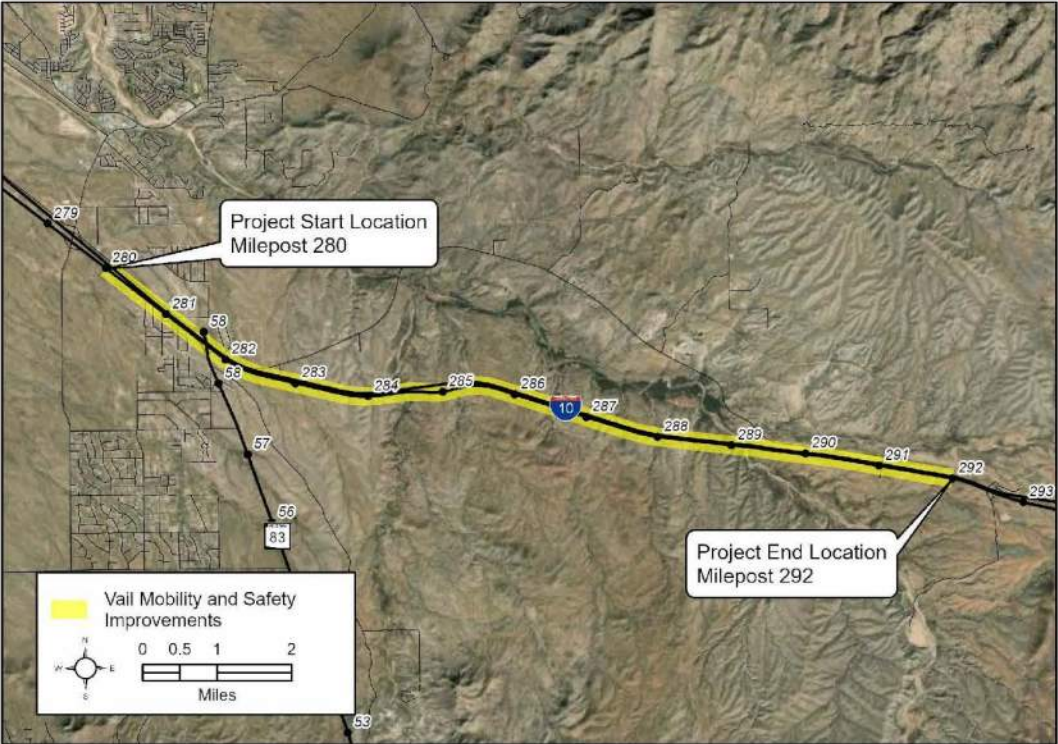 279
Project Start Location
Milepost 280
280
281
58
282
58
283
284
285
286
10
287
288
289
290
291
292
293
57
56
83
Project End Location
Milepost 292
Vail Mobility and Safety
Improvements
N
W E
S
0 0.5 1 2
Miles
53